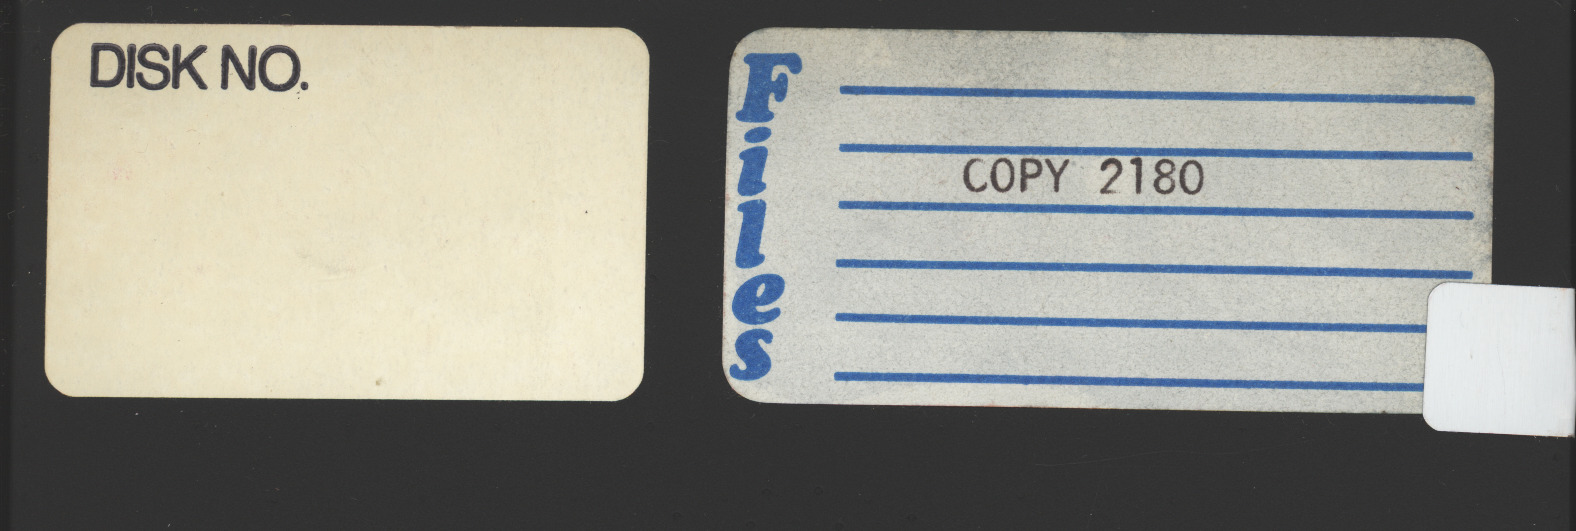 DISK NO.
Files
COPY 2180